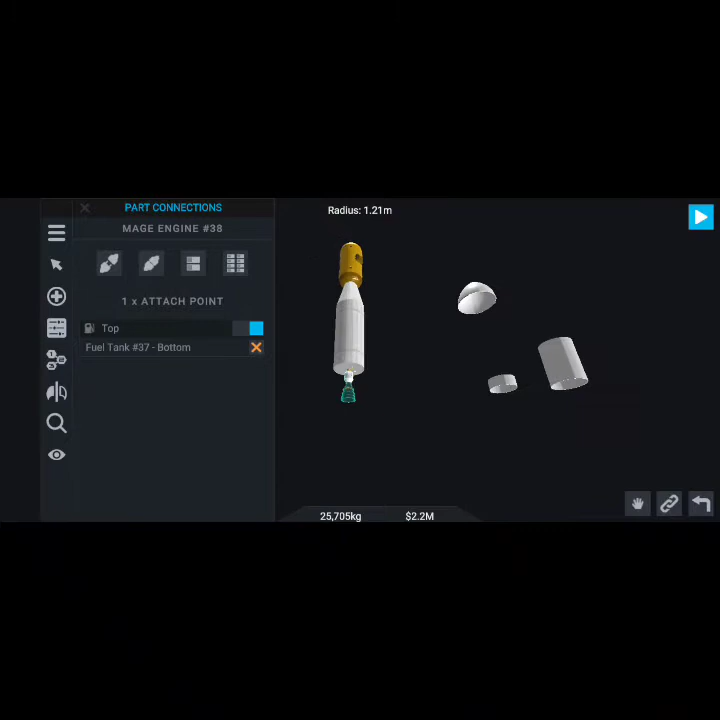 PART CONNECTIONS
Radius: 1.21m
MAGE ENGINE #38
1 x ATTACH POINT
Top
Fuel Tank #37 - Bottom
25,705kg
$2.2M